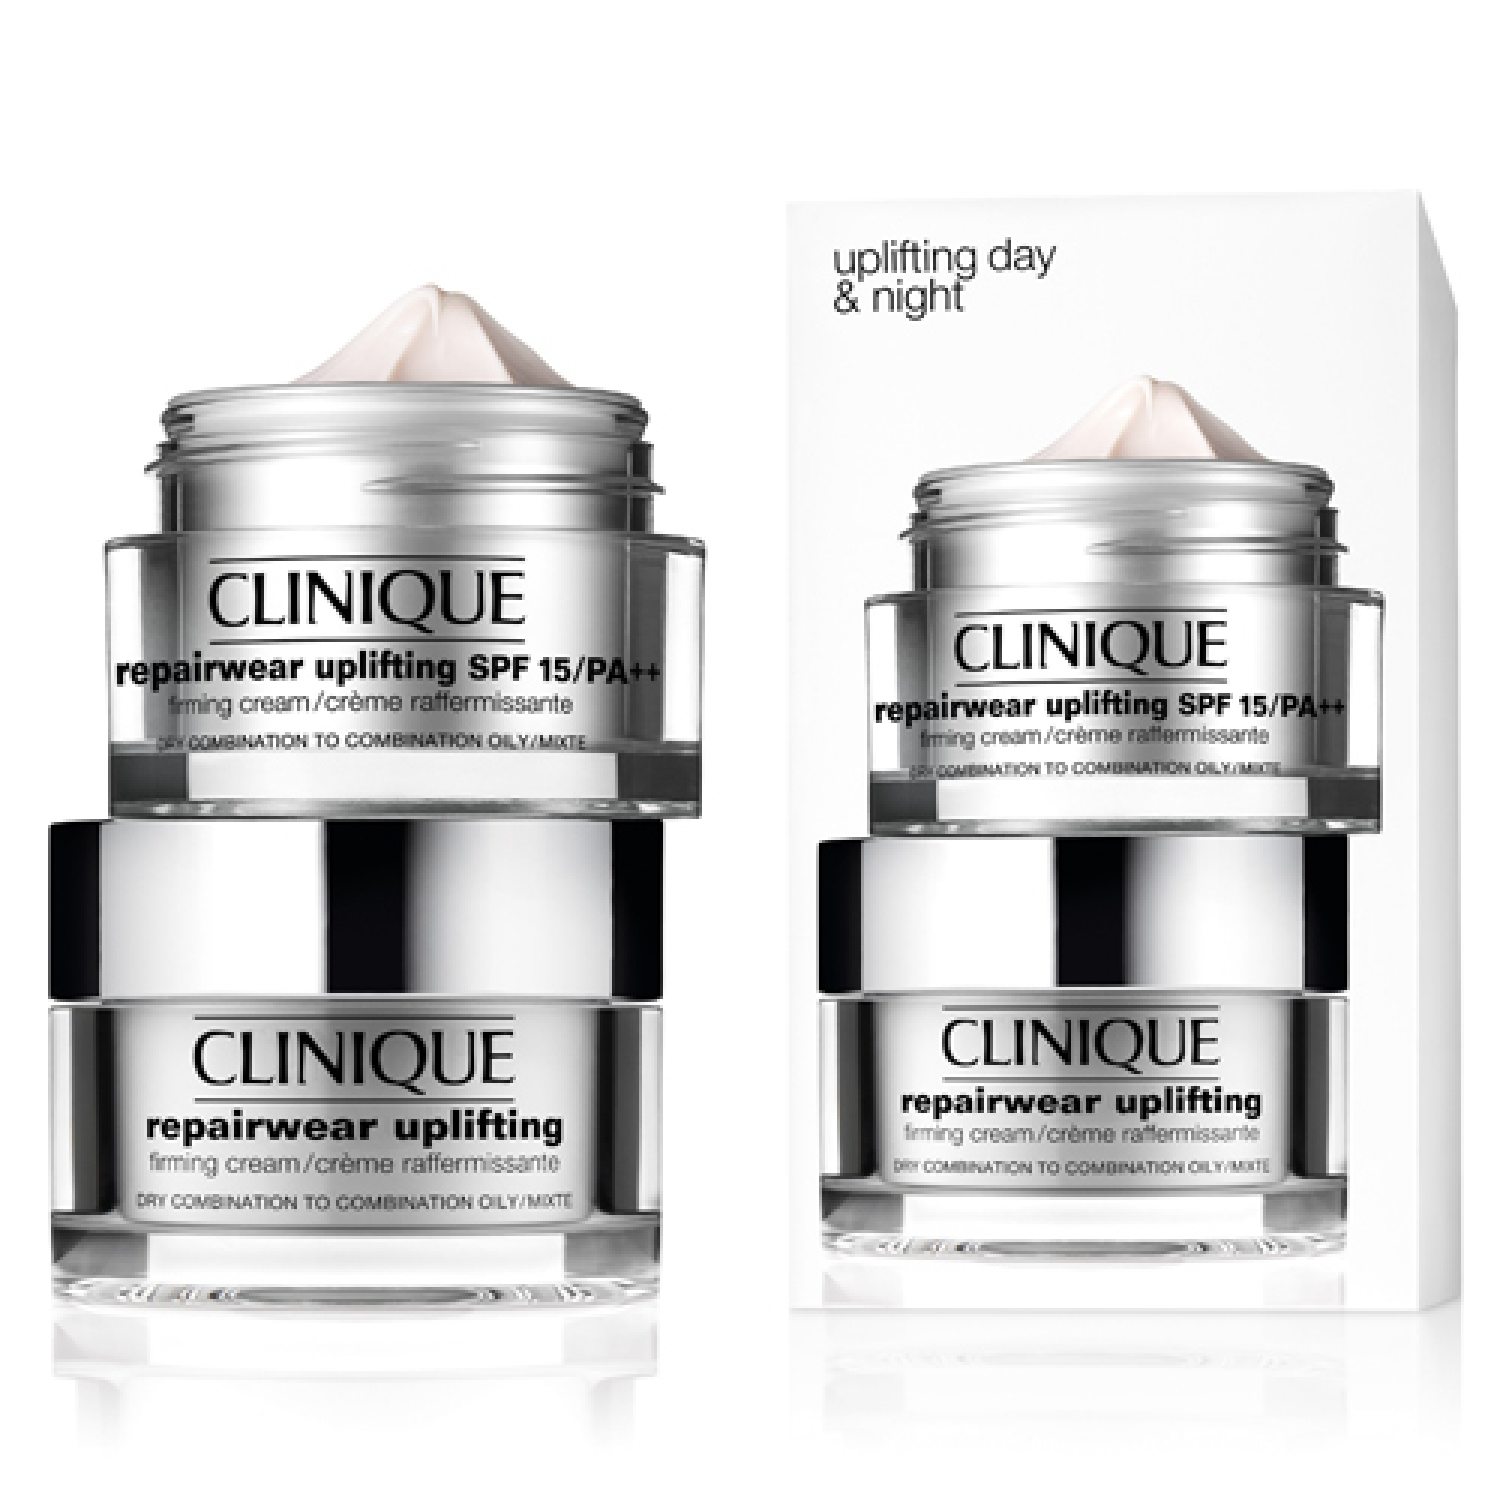 CLINIQUE
repairwear uplifting SPF 15/PA++
firming cream/crème raffermissante
DRY COMBINATION TO COMBINATION OILY/MIXTE
CLINIQUE
repairwear uplifting
firming cream/crème raffermissante
DRY COMBINATION TO COMBINATION OILY/MIXTE
uplifting day
& night
CLINIQUE
repairwear uplifting SPF 15/PA++
firming cream/crème raffermissante
DRY COMBINATION TO COMBINATION OILY/MIXTE
CLINIQUE
repairwear uplifting
firming cream/crème raffermissante
DRY COMBINATION TO COMBINATION OILY/MIXTE